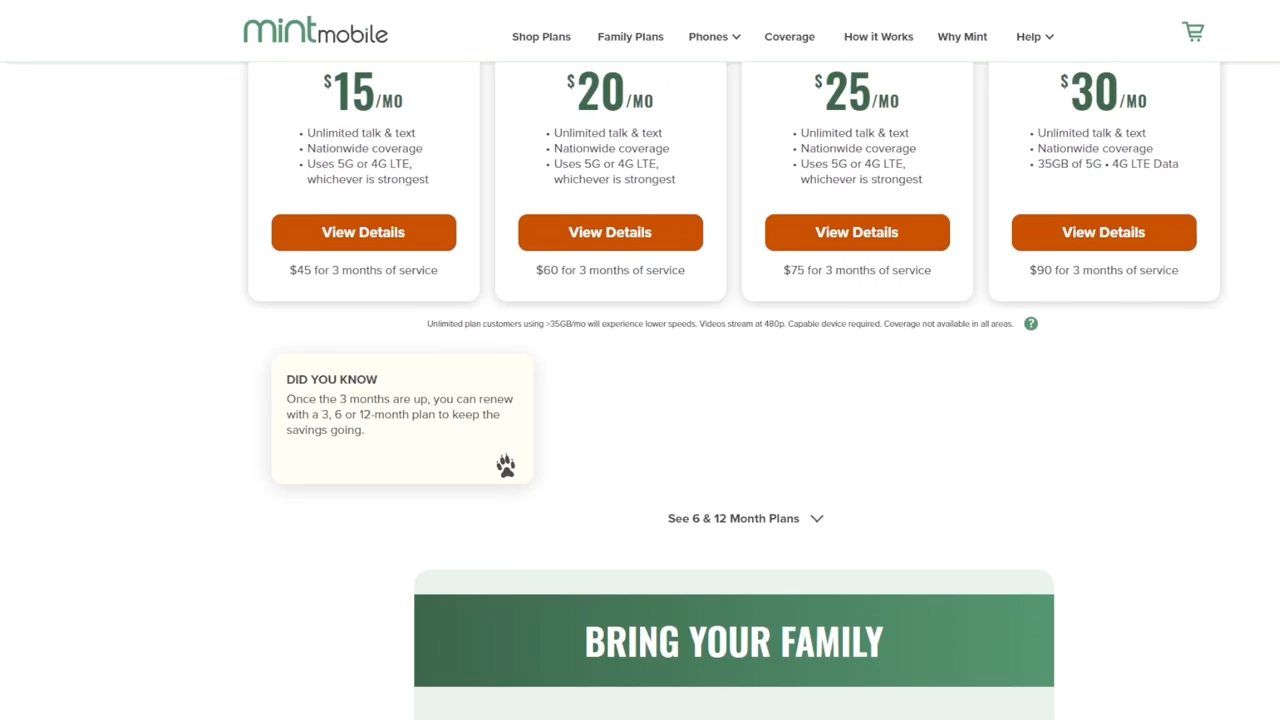 mintmobile
Shop Plans Family Plans Phones Coverage How it Works Why Mint Help
$15/MO
• Unlimited talk & text
• Nationwide coverage
• Uses 5G or 4G LTE,
whichever is strongest
View Details
$45 for 3 months of service
$20/MO
• Unlimited talk & text
• Nationwide coverage
• Uses 5G or 4G LTE,
whichever is strongest
View Details
$60 for 3 months of service
$25/MO
• Unlimited talk & text
• Nationwide coverage
• Uses 5G or 4G LTE,
whichever is strongest
View Details
$75 for 3 months of service
$30/MO
• Unlimited talk & text
• Nationwide coverage
• 35GB of 5G • 4G LTE Data
View Details
$90 for 3 months of service
Unlimited plan customers using >35GB/mo will experience lower speeds. Videos stream at 480p. Capable device required. Coverage not available in all areas. ?
DID YOU KNOW
Once the 3 months are up, you can renew
with a 3, 6 or 12-month plan to keep the
savings going.
See 6 & 12 Month Plans
BRING YOUR FAMILY